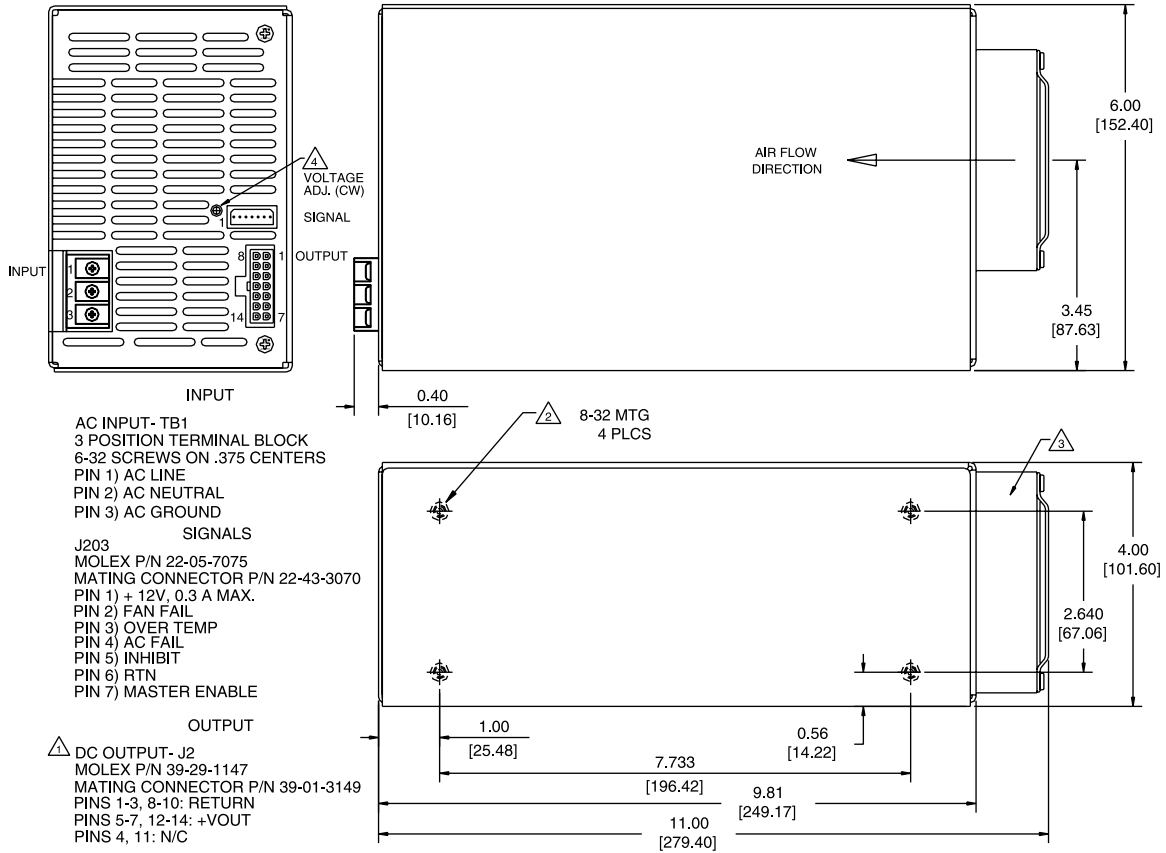 4
VOLTAGE
ADJ. (CW)
1
SIGNAL
8
1
OUTPUT
INPUT
1
2
3
14
7
AIR FLOW
DIRECTION
6.00
[152.40]
3.45
[87.63]
0.40
[10.16]
INPUT
AC INPUT- TB1
3 POSITION TERMINAL BLOCK
6-32 SCREWS ON .375 CENTERS
PIN 1) AC LINE
PIN 2) AC NEUTRAL
PIN 3) AC GROUND
SIGNALS
J203
MOLEX P/N 22-05-7075
MATING CONNECTOR P/N 22-43-3070
PIN 1) + 12V, 0.3 A MAX.
PIN 2) FAN FAIL
PIN 3) OVER TEMP
PIN 4) AC FAIL
PIN 5) INHIBIT
PIN 6) RTN
PIN 7) MASTER ENABLE
OUTPUT
1
DC OUTPUT- J2
MOLEX P/N 39-29-1147
MATING CONNECTOR P/N 39-01-3149
PINS 1-3, 8-10: RETURN
PINS 5-7, 12-14: +VOUT
PINS 4, 11: N/C
2
8-32 MTG
4 PLCS
3
4.00
[101.60]
2.640
[67.06]
1.00
[25.48]
0.56
[14.22]
7.733
[196.42]
9.81
[249.17]
11.00
[279.40]